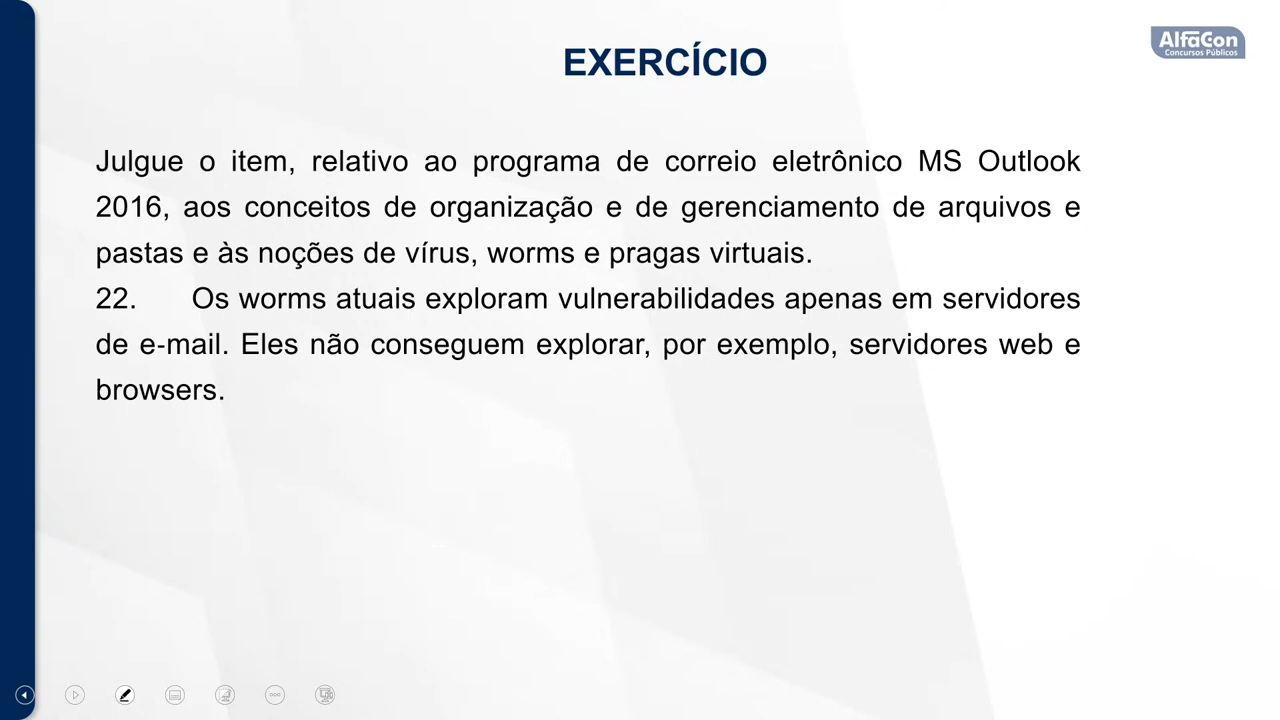 AlfaCon
Concursos Públicos
EXERCÍCIO
Julgue o item, relativo ao programa de correio eletrônico MS Outlook
2016, aos conceitos de organização e de gerenciamento de arquivos e
pastas e às noções de vírus, worms e pragas virtuais.
22. Os worms atuais exploram vulnerabilidades apenas em servidores
de e-mail. Eles não conseguem explorar, por exemplo, servidores web e
browsers.